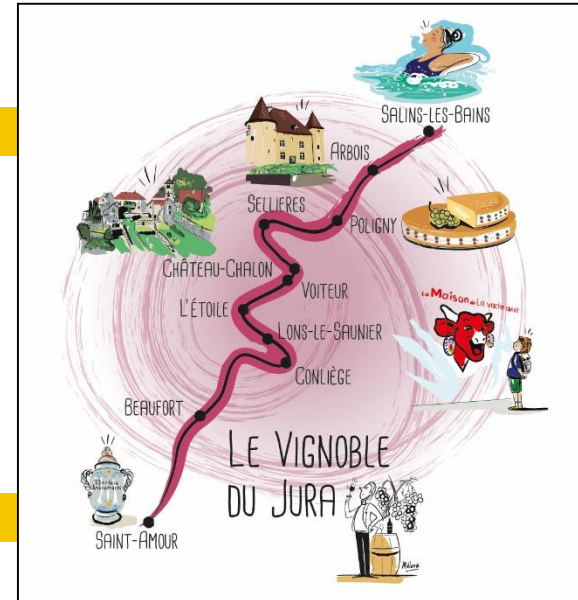 SALINS-LES-BAINS
ARBOIS
SELLIERES
POLIGNY
CHÂTEAU-CHALON
VOITEUR
L'ÉTOILE
La Maison de La vache qui rit
LONS-LE-SAUNIER
CONLIÈGE
BEAUFORT
LE VIGNOBLE
DU JURA
SAINT-AMOUR